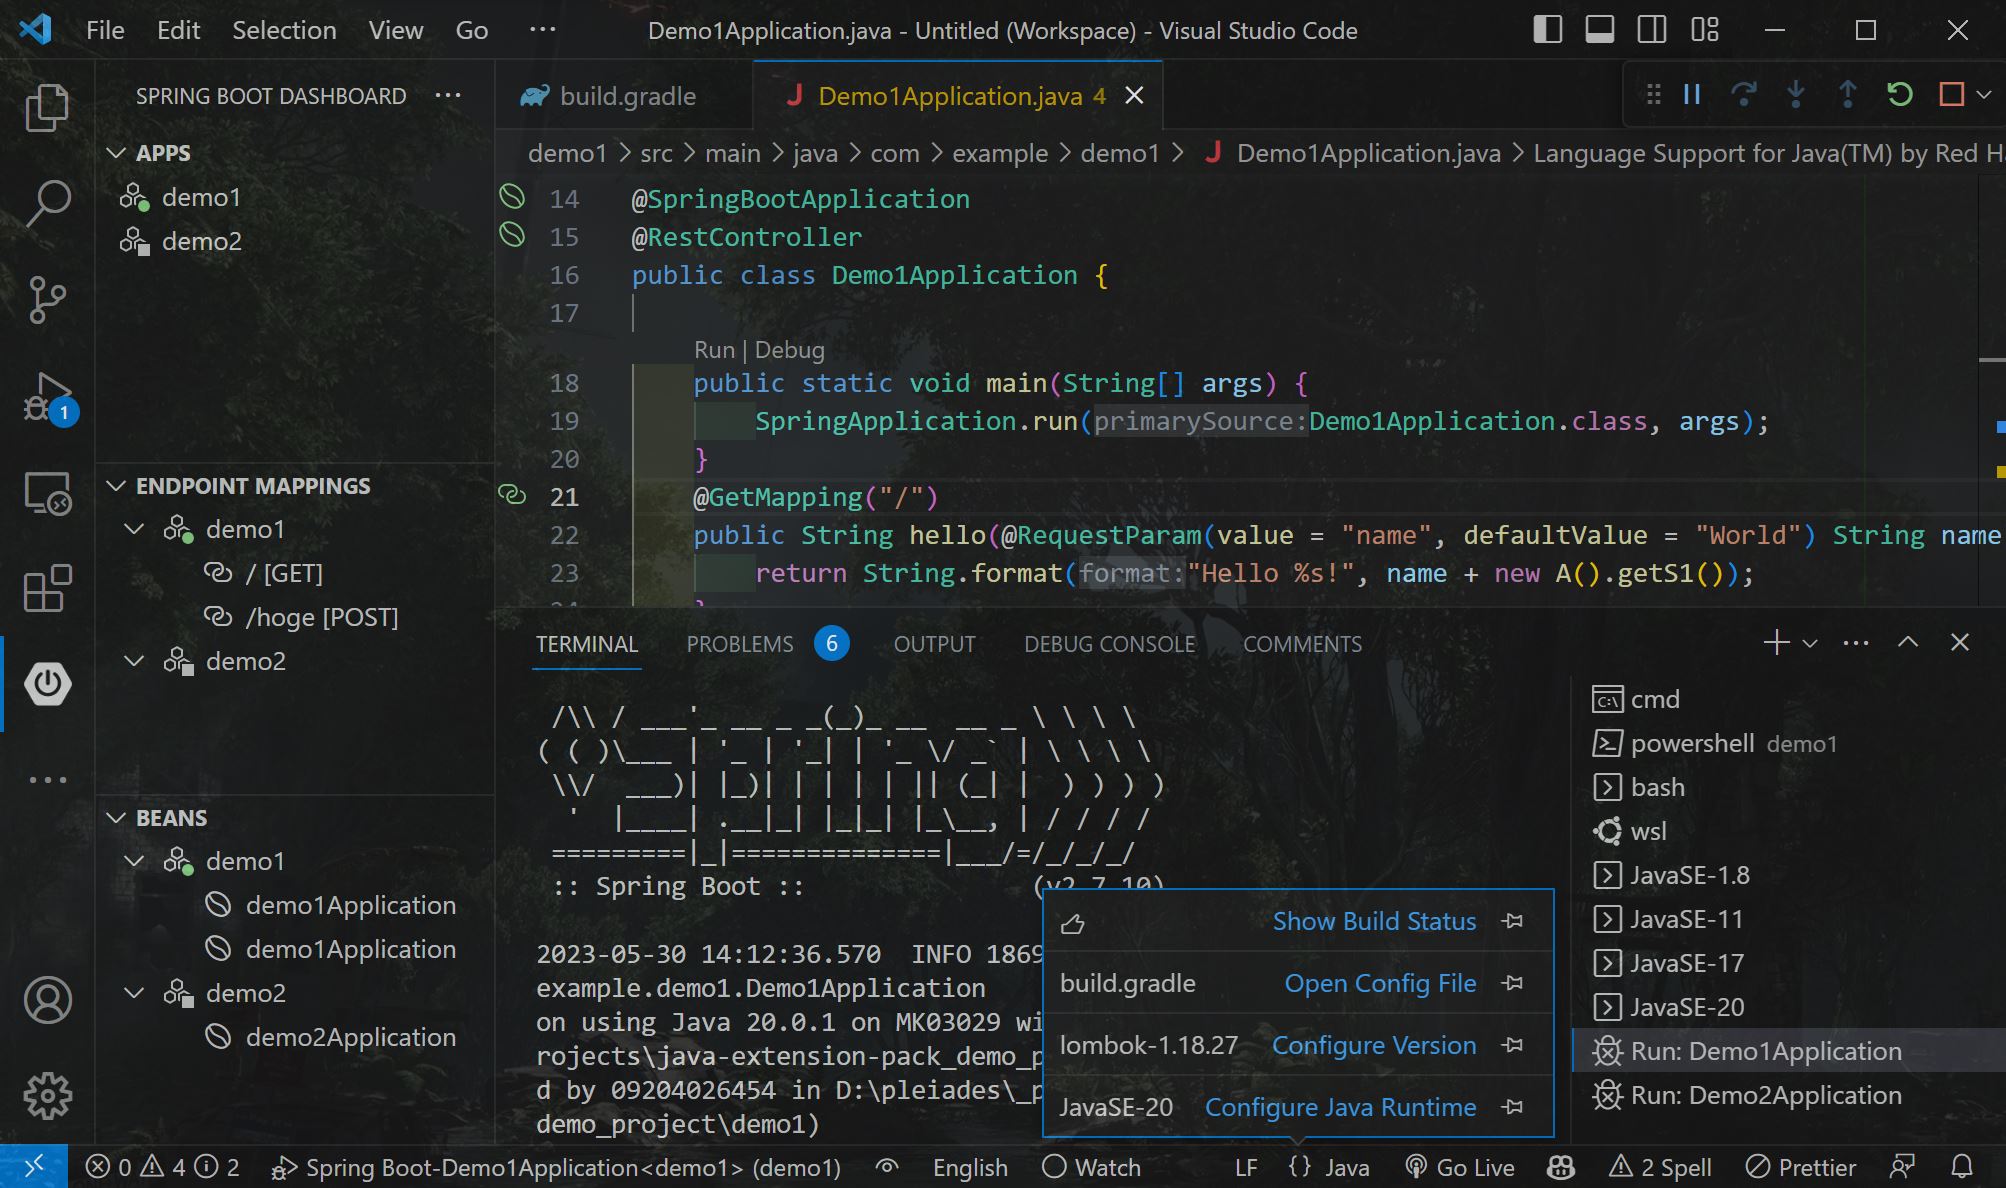 File Edit Selection View Go ··· Demo1Application.java - Untitled (Workspace) - Visual Studio Code
SPRING BOOT DASHBOARD ···
APPS
demo1
demo2
ENDPOINT MAPPINGS
demo1
/ [GET]
/hoge [POST]
demo2
BEANS
demo1
demo1Application
demo1Application
demo2
demo2Application
1
build.gradle
Demo1Application.java 4
demo1 > src > main > java > com > example > demo1 > Demo1Application.java > Language Support for Java(TM) by Red H
14 @SpringBootApplication
15 @RestController
16 public class Demo1Application {
17
Run | Debug
18 public static void main(String[] args) {
19 SpringApplication.run(primarySource:Demo1Application.class, args);
20 }
21 @GetMapping("/")
22 public String hello(@RequestParam(value = "name", defaultValue = "World") String name
23 return String.format(format:"Hello %s!", name + new A().getS1());
TERMINAL PROBLEMS 6 OUTPUT DEBUG CONSOLE COMMENTS
 /\\ / ___'_ __ _ _(_)_ __  __ _ \ \ \ \
( ( )\___ | '_ | '_| | '_ \/ _` | \ \ \ \
 \\/  ___)| |_)| | | | | || (_| |  ) ) ) )
  '  |____| .__|_| |_|_| |_\__, | / / / /
 =========|_|==============|___/=/_/_/_/
 :: Spring Boot :: (v2.7.10)
2023-05-30 14:12:36.570 INFO 1869
example.demo1.Demo1Application
on using Java 20.0.1 on MK03029 wi
rojects\java-extension-pack_demo_p
d by 09204026454 in D:\pleiades\_p
demo_project\demo1)
Show Build Status
build.gradle Open Config File
lombok-1.18.27 Configure Version
JavaSE-20 Configure Java Runtime
cmd
powershell demo1
bash
wsl
JavaSE-1.8
JavaSE-11
JavaSE-17
JavaSE-20
Run: Demo1Application
Run: Demo2Application
0 4 2 Spring Boot-Demo1Application<demo1> (demo1) English Watch LF {} Java Go Live 2 Spell Prettier